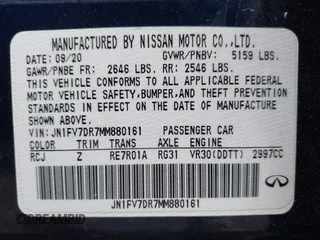 MANUFACTURED BY NISSAN MOTOR CO.,LTD.
DATE: 09/20 GVWR/PNBV: 5159 LBS.
GAWR/PNBE FR: 2646 LBS. RR: 2546 LBS.
THIS VEHICLE CONFORMS TO ALL APPLICABLE FEDERAL
MOTOR VEHICLE SAFETY,BUMPER,AND THEFT PREVENTION
STANDARDS IN EFFECT ON THE DATE OF MANUFACTURE
SHOWN ABOVE.
VIN: JN1FV7DR7MM880161 PASSENGER CAR
COLOR TRIM TRANS AXLE ENGINE
RCJ Z RE7R01A RG31 VR30(DDTT) 2997CC
JN1FV7DR7MM880161
INFINITI